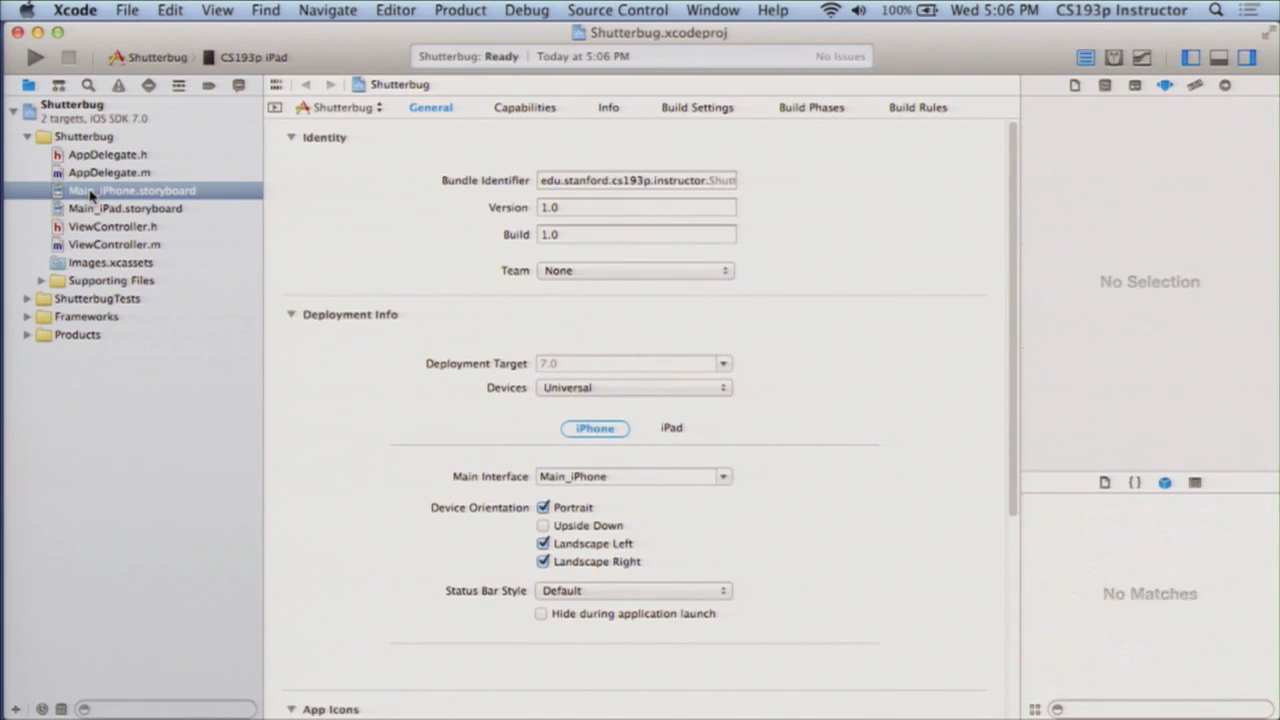 Xcode File Edit View Find Navigate Editor Product Debug Source Control Window Help 100% Wed 5:06 PM CS193p Instructor
Shutterbug.xcodeproj
Shutterbug CS193p iPad
Shutterbug: Ready Today at 5:06 PM No Issues
Shutterbug
Shutterbug
2 targets, iOS SDK 7.0
Shutterbug
AppDelegate.h
AppDelegate.m
Main_iPhone.storyboard
Main_iPad.storyboard
ViewController.h
ViewController.m
Images.xcassets
Supporting Files
ShutterbugTests
Frameworks
Products
Shutterbug General Capabilities Info Build Settings Build Phases Build Rules
Identity
Bundle Identifier edu.stanford.cs193p.instructor.Shutt
Version 1.0
Build 1.0
Team None
Deployment Info
Deployment Target 7.0
Devices Universal
iPhone iPad
Main Interface Main_iPhone
Device Orientation Portrait
Upside Down
Landscape Left
Landscape Right
Status Bar Style Default
Hide during application launch
App Icons
No Selection
{ }
No Matches